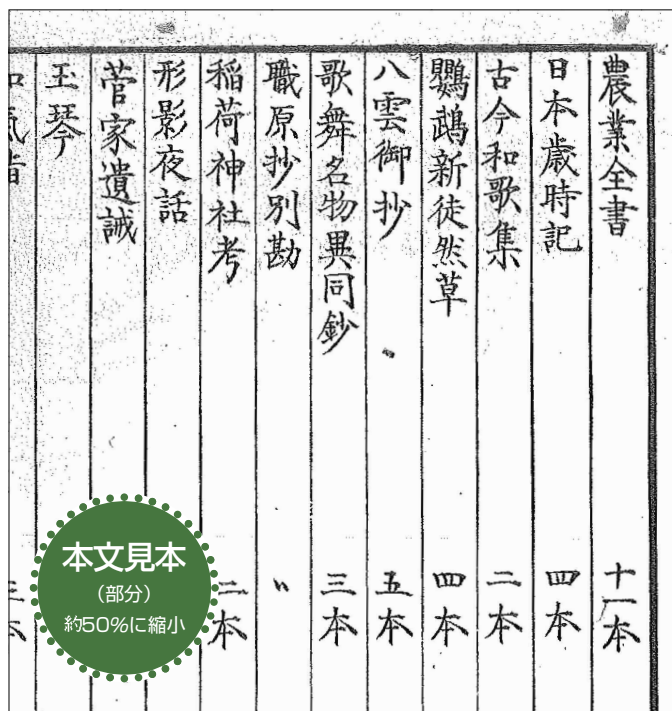 農業全書 十一本
日本歳時記 四本
古今和歌集 二本
鸚鵡新徒然草 四本
八雲御抄 五本
歌舞名物異同鈔 三本
職原抄別勘 〃
稲荷神社考 二本
形影夜話
菅家遺誡
玉琴
本文見本
（部分）
約50%に縮小